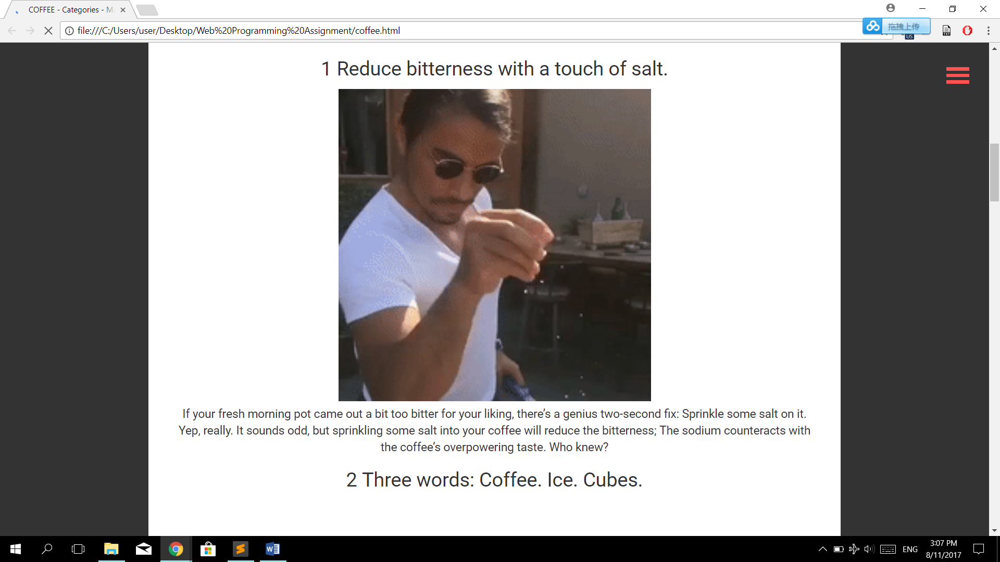 COFFEE - Categories - M
file:///C:/Users/user/Desktop/Web%20Programming%20Assignment/coffee.html
拖拽上传
US
TXT
1 Reduce bitterness with a touch of salt.
If your fresh morning pot came out a bit too bitter for your liking, there’s a genius two-second fix: Sprinkle some salt on it.
Yep, really. It sounds odd, but sprinkling some salt into your coffee will reduce the bitterness; The sodium counteracts with
the coffee’s overpowering taste. Who knew?
2 Three words: Coffee. Ice. Cubes.
ENG
3:07 PM
8/11/2017